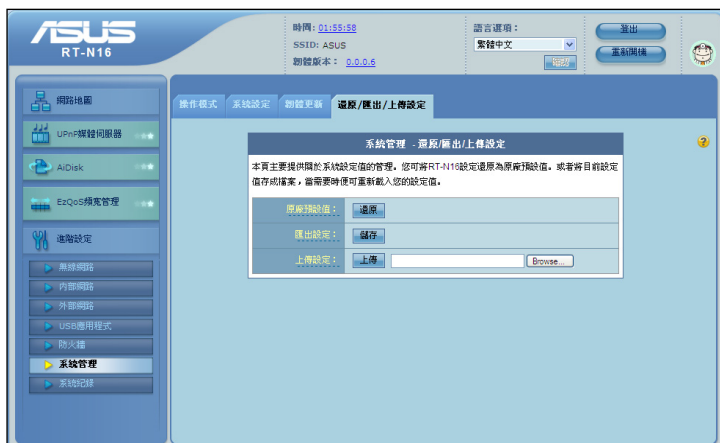 ASUS
RT-N16
時間: 01:55:58
SSID: ASUS
韌體版本: 0.0.0.6
語言選項:
繁體中文
登出
重新開機
網路地圖
UPnP媒體伺服器
AiDisk
EzQoS頻寬管理
進階設定
無線網路
內部網路
外部網路
USB應用程式
防火牆
系統管理
系統紀錄
操作模式
系統設定
韌體更新
還原/匯出/上傳設定
系統管理 - 還原/匯出/上傳設定
本頁主要提供關於系統設定值的管理。您可將RT-N16設定還原為原廠預設值。或者將目前設定
值存成檔案，當需要時便可重新載入您的設定值。
原廠預設值: 還原
匯出設定: 儲存
上傳設定: 上傳 Browse...